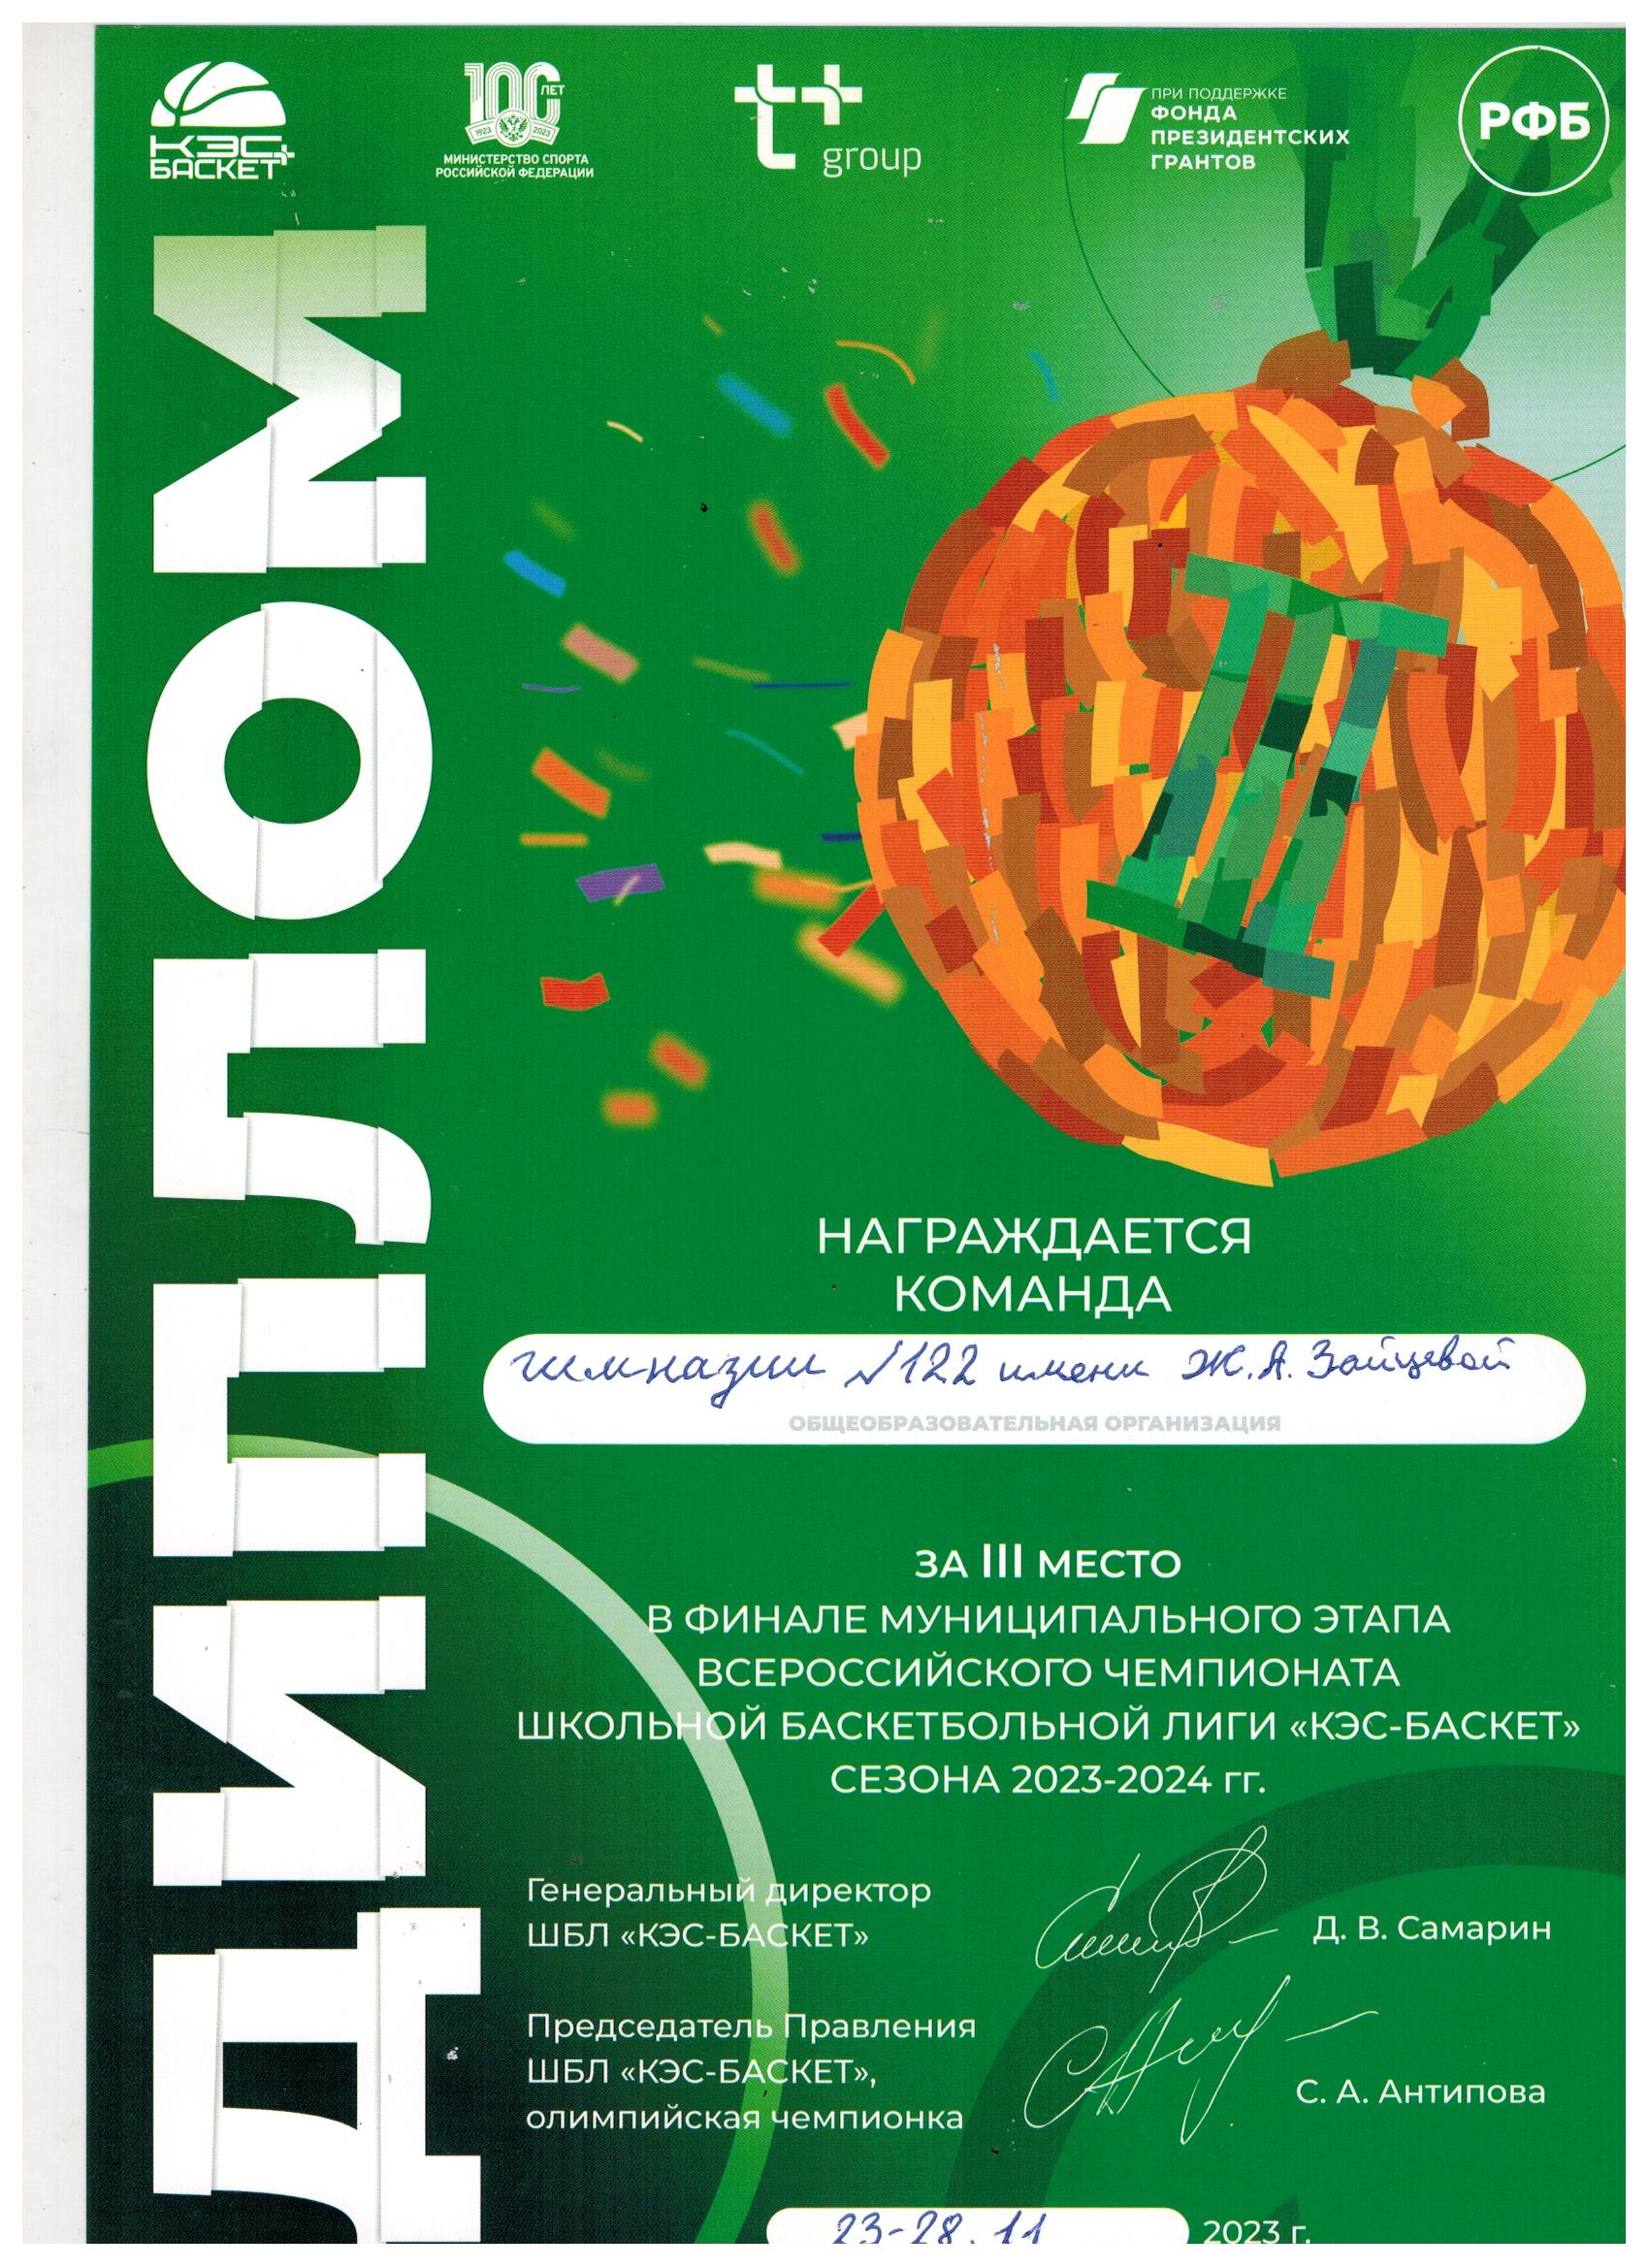 КЭС
БАСКЕТ
100 ЛЕТ
1923 2023
МИНИСТЕРСТВО СПОРТА
РОССИЙСКОЙ ФЕДЕРАЦИИ
t+
group
ПРИ ПОДДЕРЖКЕ
ФОНДА
ПРЕЗИДЕНТСКИХ
ГРАНТОВ
РФБ
ДИПЛОМ
III
НАГРАЖДАЕТСЯ
КОМАНДА
гимназии №122 имени Ж.А. Зайцевой
ОБЩЕОБРАЗОВАТЕЛЬНАЯ ОРГАНИЗАЦИЯ
ЗА III МЕСТО
В ФИНАЛЕ МУНИЦИПАЛЬНОГО ЭТАПА
ВСЕРОССИЙСКОГО ЧЕМПИОНАТА
ШКОЛЬНОЙ БАСКЕТБОЛЬНОЙ ЛИГИ «КЭС-БАСКЕТ»
СЕЗОНА 2023-2024 гг.
Генеральный директор
ШБЛ «КЭС-БАСКЕТ»
Д. В. Самарин
Председатель Правления
ШБЛ «КЭС-БАСКЕТ»,
олимпийская чемпионка
С. А. Антипова
23-28.11 2023 г.